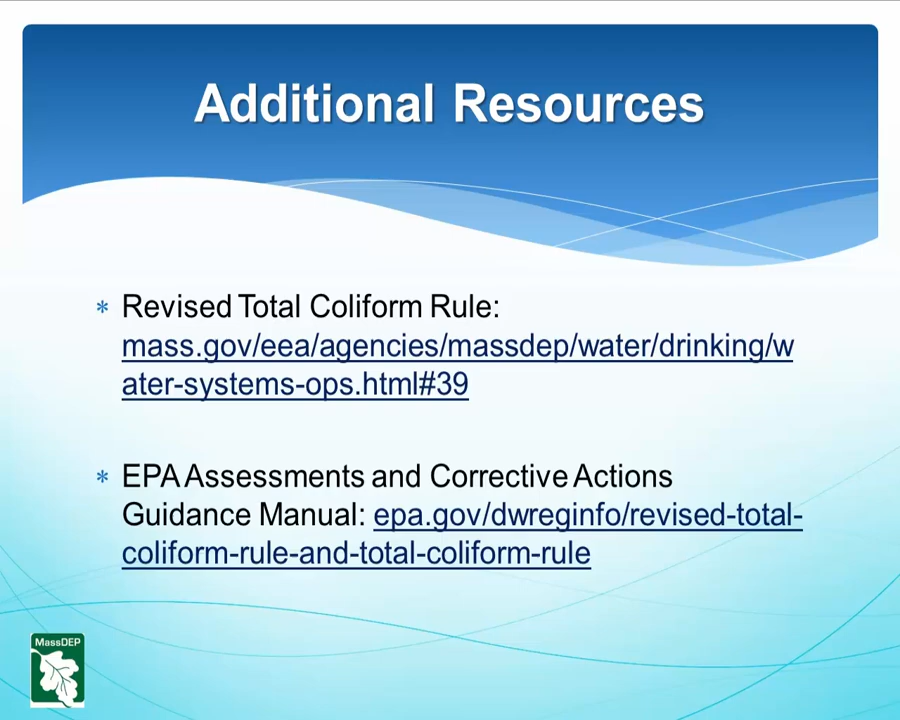 Additional Resources
* Revised Total Coliform Rule:
mass.gov/eea/agencies/massdep/water/drinking/w
ater-systems-ops.html#39
* EPA Assessments and Corrective Actions
Guidance Manual: epa.gov/dwreginfo/revised-total-
coliform-rule-and-total-coliform-rule
MassDEP